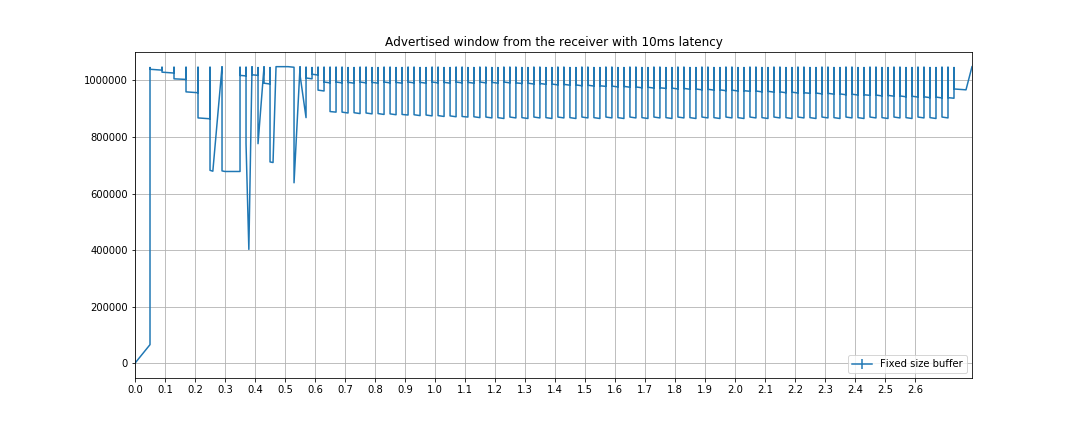 Advertised window from the receiver with 10ms latency
1000000
800000
600000
400000
200000
0
Fixed size buffer
0.0 0.1 0.2 0.3 0.4 0.5 0.6 0.7 0.8 0.9 1.0 1.1 1.2 1.3 1.4 1.5 1.6 1.7 1.8 1.9 2.0 2.1 2.2 2.3 2.4 2.5 2.6